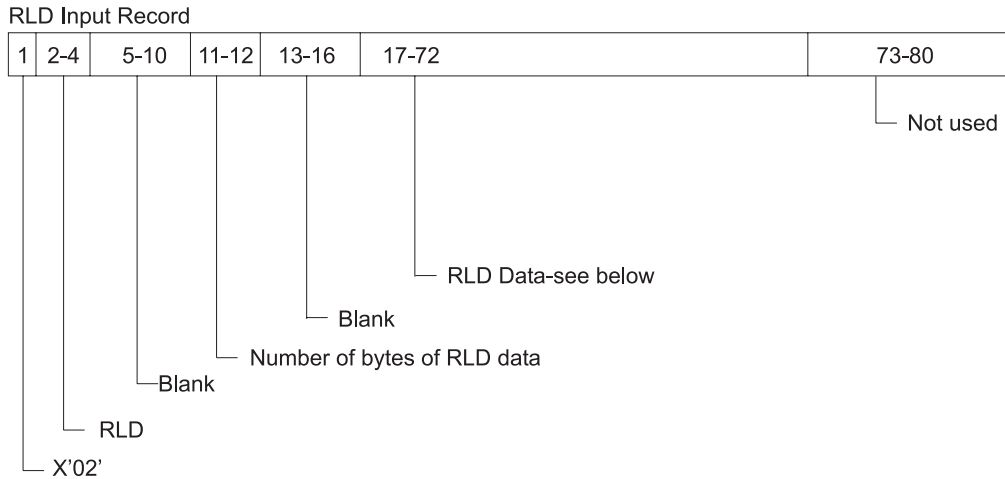 RLD Input Record
1 2-4 5-10 11-12 13-16 17-72 73-80
Not used
RLD Data-see below
Blank
Number of bytes of RLD data
Blank
RLD
X'02'